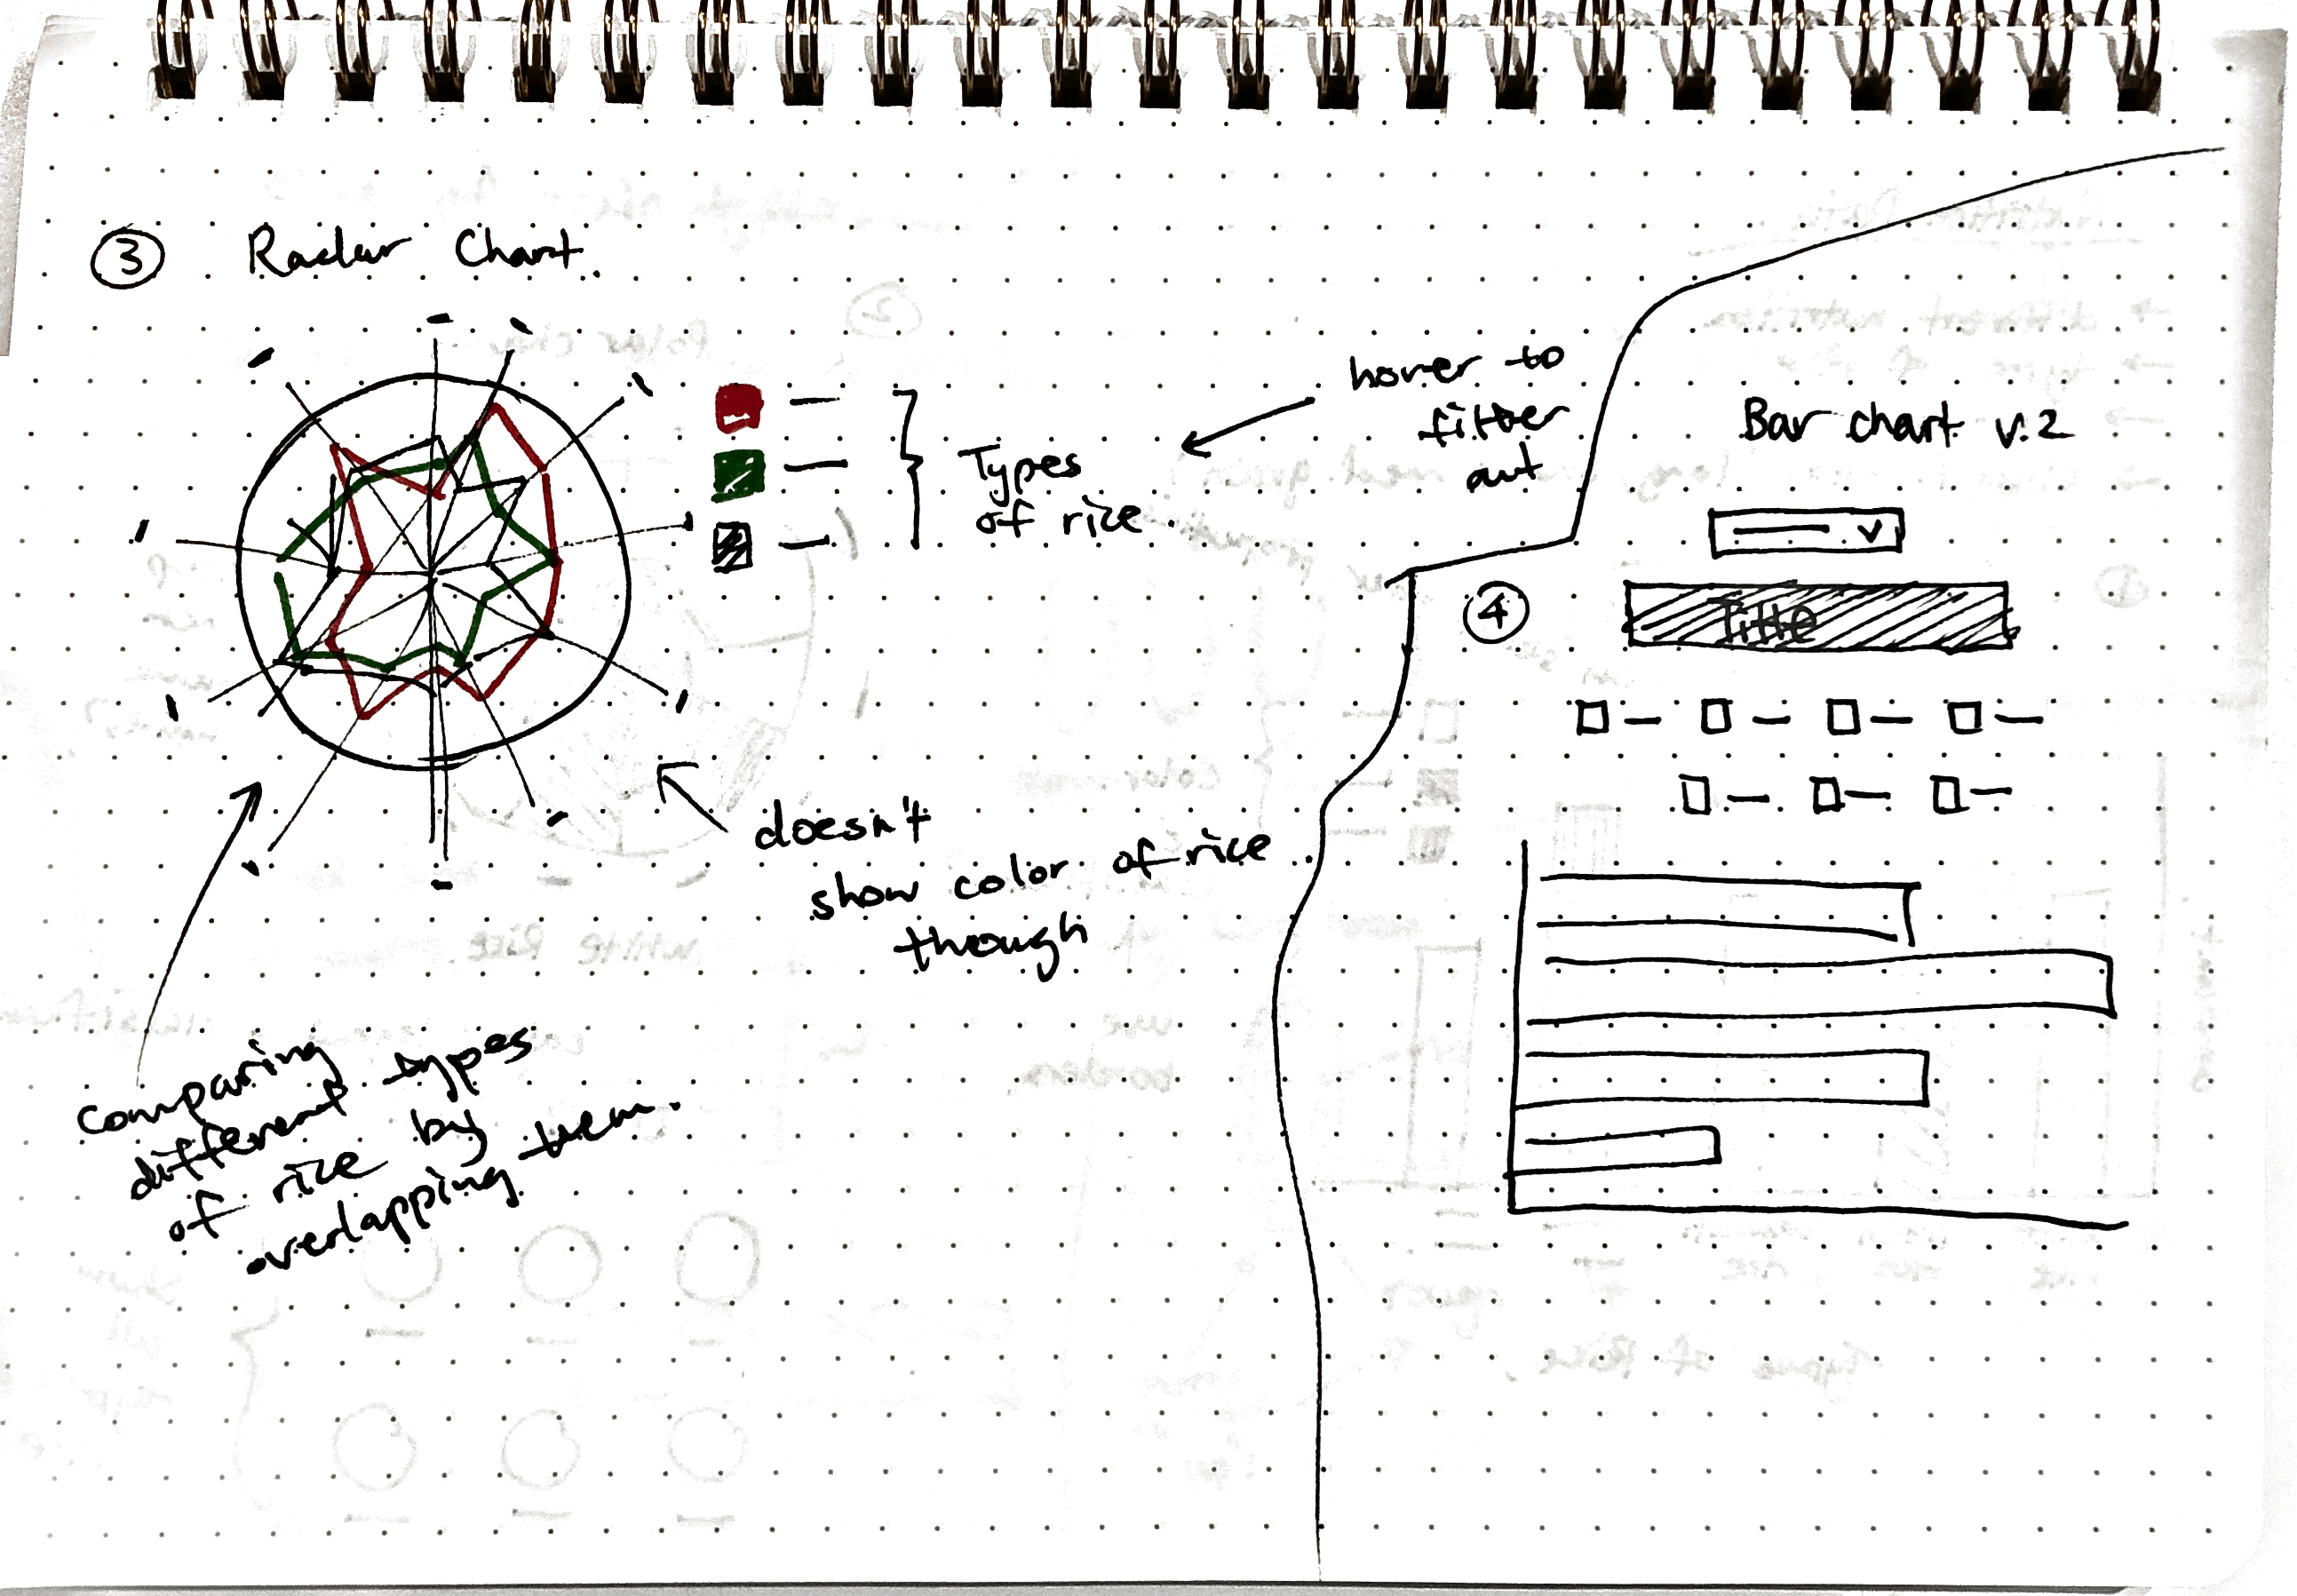 3 Radar Chart.
Types
of rice.
hover to
filter
out
doesn't
show color of rice
though
comparing
different types
of rice by
overlapping them.
Bar chart v.2
4
Title